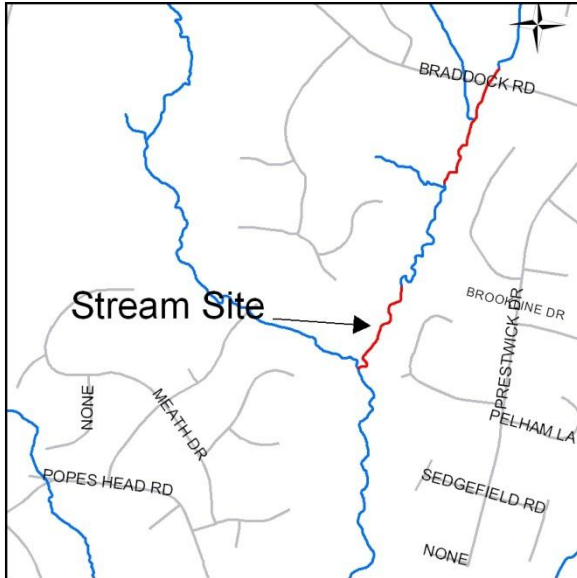 BRADDOCK RD
Stream Site
BROOKLINE DR
PRESTWICK DR
NONE
MEATH DR
PELHAM LA
POPES HEAD RD
SEDGEFIELD RD
NONE